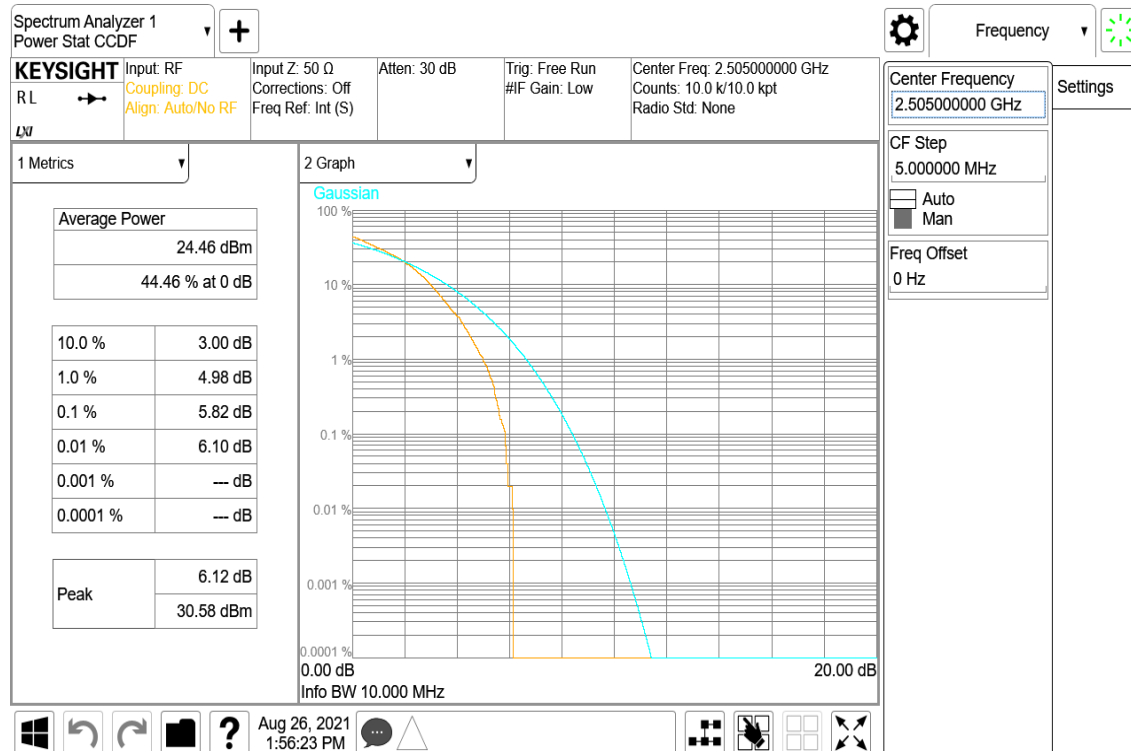 Spectrum Analyzer 1
Power Stat CCDF
Frequency
KEYSIGHT
R L
LXI
Input: RF
Coupling: DC
Align: Auto/No RF
Input Z: 50 Ω
Corrections: Off
Freq Ref: Int (S)
Atten: 30 dB
Trig: Free Run
#IF Gain: Low
Center Freq: 2.505000000 GHz
Counts: 10.0 k/10.0 kpt
Radio Std: None
Center Frequency
2.505000000 GHz
Settings
CF Step
5.000000 MHz
Auto
Man
Freq Offset
0 Hz
1 Metrics
Average Power
24.46 dBm
44.46 % at 0 dB
10.0 % 3.00 dB
1.0 % 4.98 dB
0.1 % 5.82 dB
0.01 % 6.10 dB
0.001 % --- dB
0.0001 % --- dB
Peak
6.12 dB
30.58 dBm
2 Graph
Gaussian
100 %
10 %
1 %
0.1 %
0.01 %
0.001 %
0.0001 %
0.00 dB 20.00 dB
Info BW 10.000 MHz
?
Aug 26, 2021
1:56:23 PM